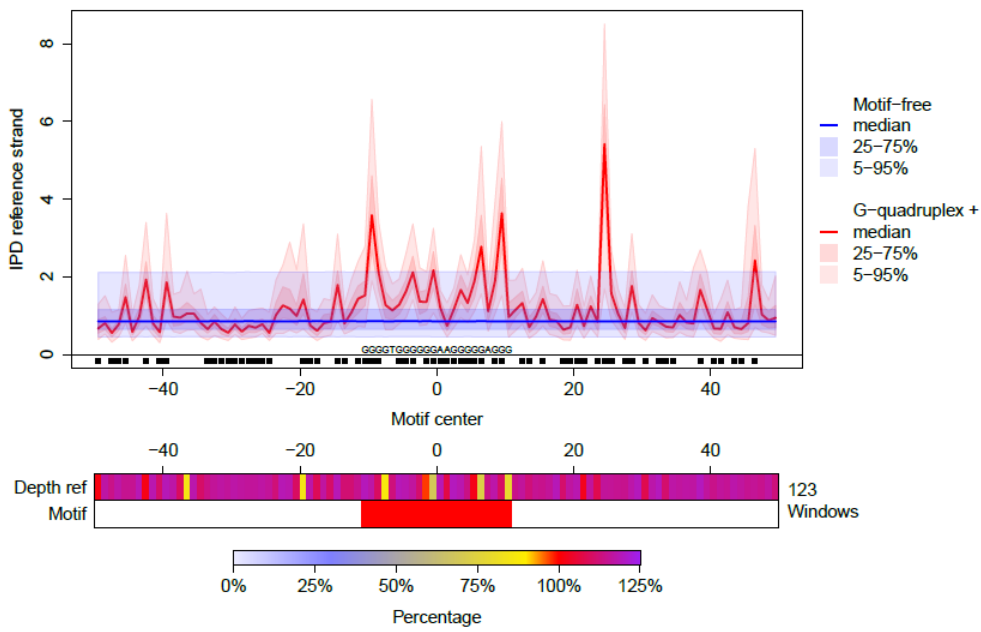 IPD reference strand
8
6
4
2
0
GGGGTGGGGGGAAGGGGGAGGG
−40 −20 0 20 40
Motif center
Motif−free
median
25−75%
5−95%
G−quadruplex +
median
25−75%
5−95%
−40 −20 0 20 40
Depth ref
Motif
123
Windows
0% 25% 50% 75% 100% 125%
Percentage